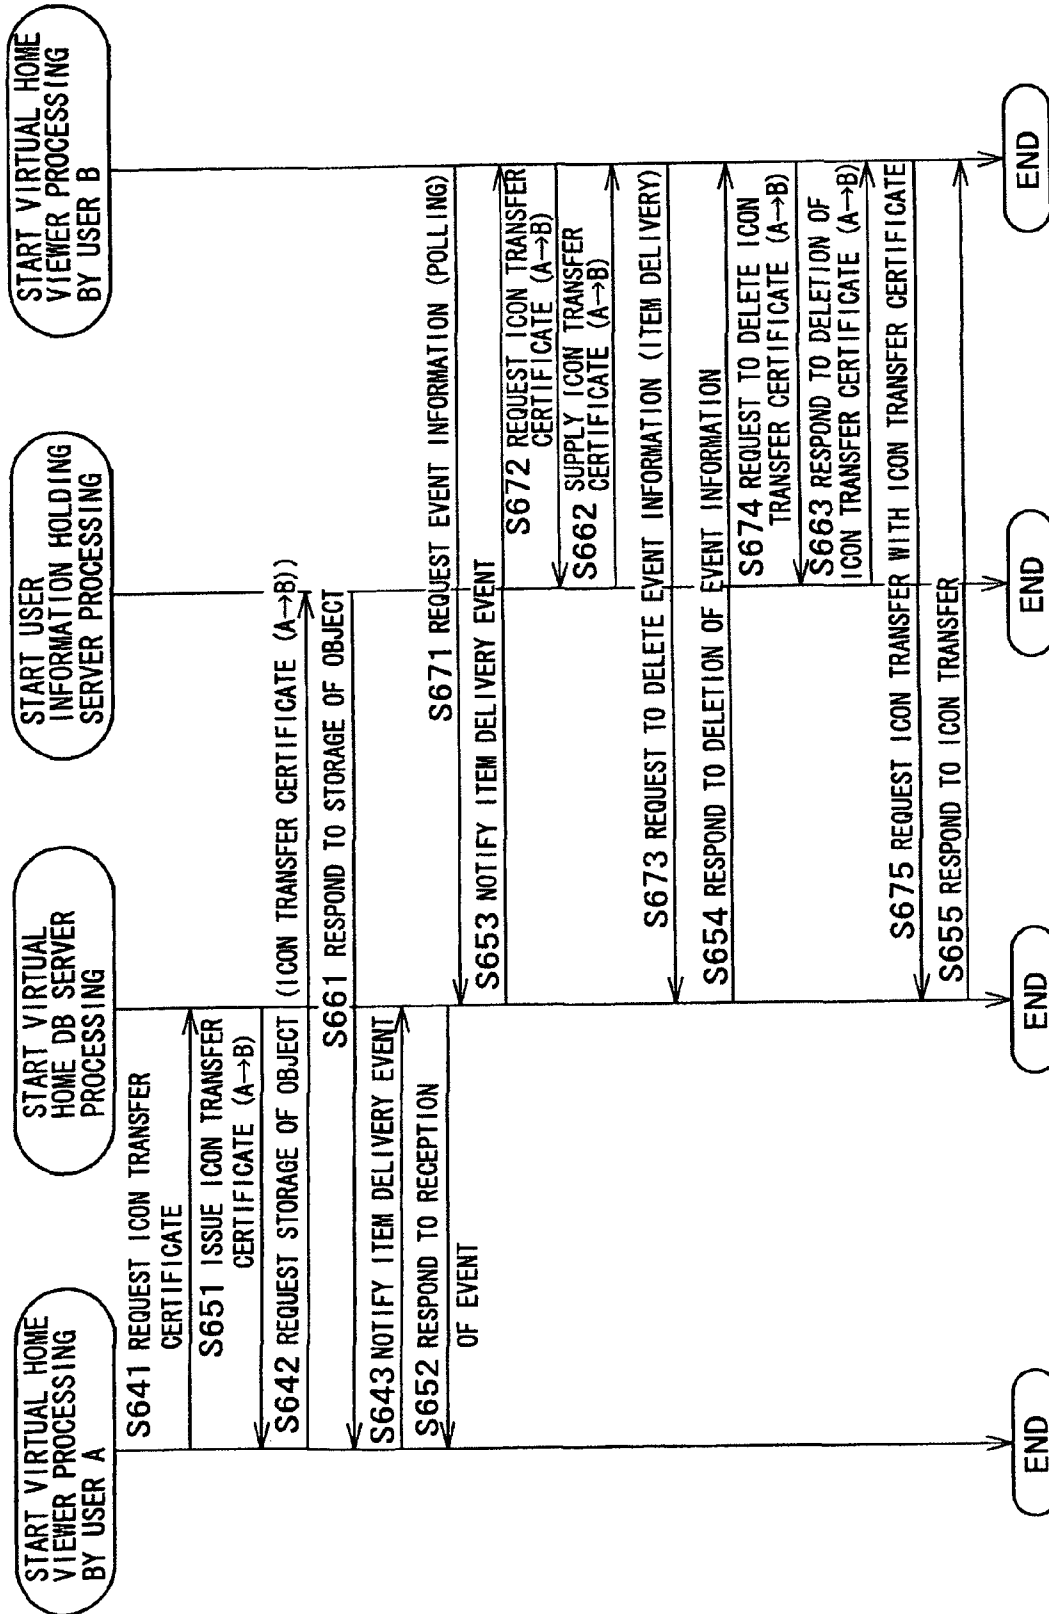 START VIRTUAL HOME
VIEWER PROCESSING
BY USER A
START VIRTUAL
HOME DB SERVER
PROCESSING
START USER
INFORMATION HOLDING
SERVER PROCESSING
START VIRTUAL HOME
VIEWER PROCESSING
BY USER B
S641 REQUEST ICON TRANSFER
CERTIFICATE
S651 ISSUE ICON TRANSFER
CERTIFICATE (A→B)
S642 REQUEST STORAGE OF OBJECT (ICON TRANSFER CERTIFICATE (A→B))
S661 RESPOND TO STORAGE OF OBJECT
S643 NOTIFY ITEM DELIVERY EVENT
S652 RESPOND TO RECEPTION
OF EVENT
S671 REQUEST EVENT INFORMATION (POLLING)
S653 NOTIFY ITEM DELIVERY EVENT
S672 REQUEST ICON TRANSFER
CERTIFICATE (A→B)
S662 SUPPLY ICON TRANSFER
CERTIFICATE (A→B)
S673 REQUEST TO DELETE EVENT INFORMATION (ITEM DELIVERY)
S654 RESPOND TO DELETION OF EVENT INFORMATION
S674 REQUEST TO DELETE ICON
TRANSFER CERTIFICATE (A→B)
S663 RESPOND TO DELETION OF
ICON TRANSFER CERTIFICATE (A→B)
S675 REQUEST ICON TRANSFER WITH ICON TRANSFER CERTIFICATE
S655 RESPOND TO ICON TRANSFER
END
END
END
END